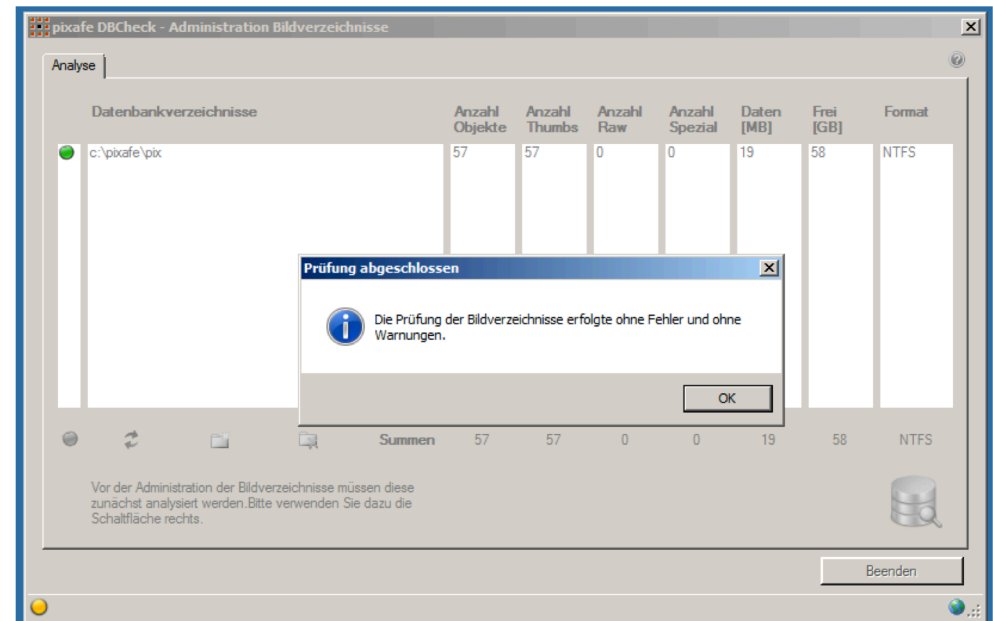 pixafe DBCheck - Administration Bildverzeichnisse
Analyse
Datenbankverzeichnisse Anzahl Objekte Anzahl Thumbs Anzahl Raw Anzahl Spezial Daten [MB] Frei [GB] Format
c:\pixafe\pix 57 57 0 0 19 58 NTFS
Prüfung abgeschlossen
Die Prüfung der Bildverzeichnisse erfolgte ohne Fehler und ohne
Warnungen.
OK
Summen 57 57 0 0 19 58 NTFS
Vor der Administration der Bildverzeichnisse müssen diese
zunächst analysiert werden.Bitte verwenden Sie dazu die
Schaltfläche rechts.
Beenden